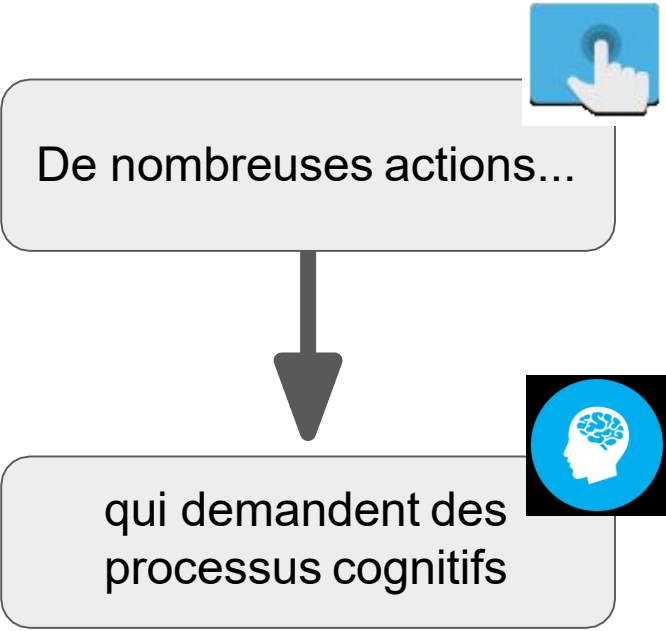 De nombreuses actions...
qui demandent des
processus cognitifs